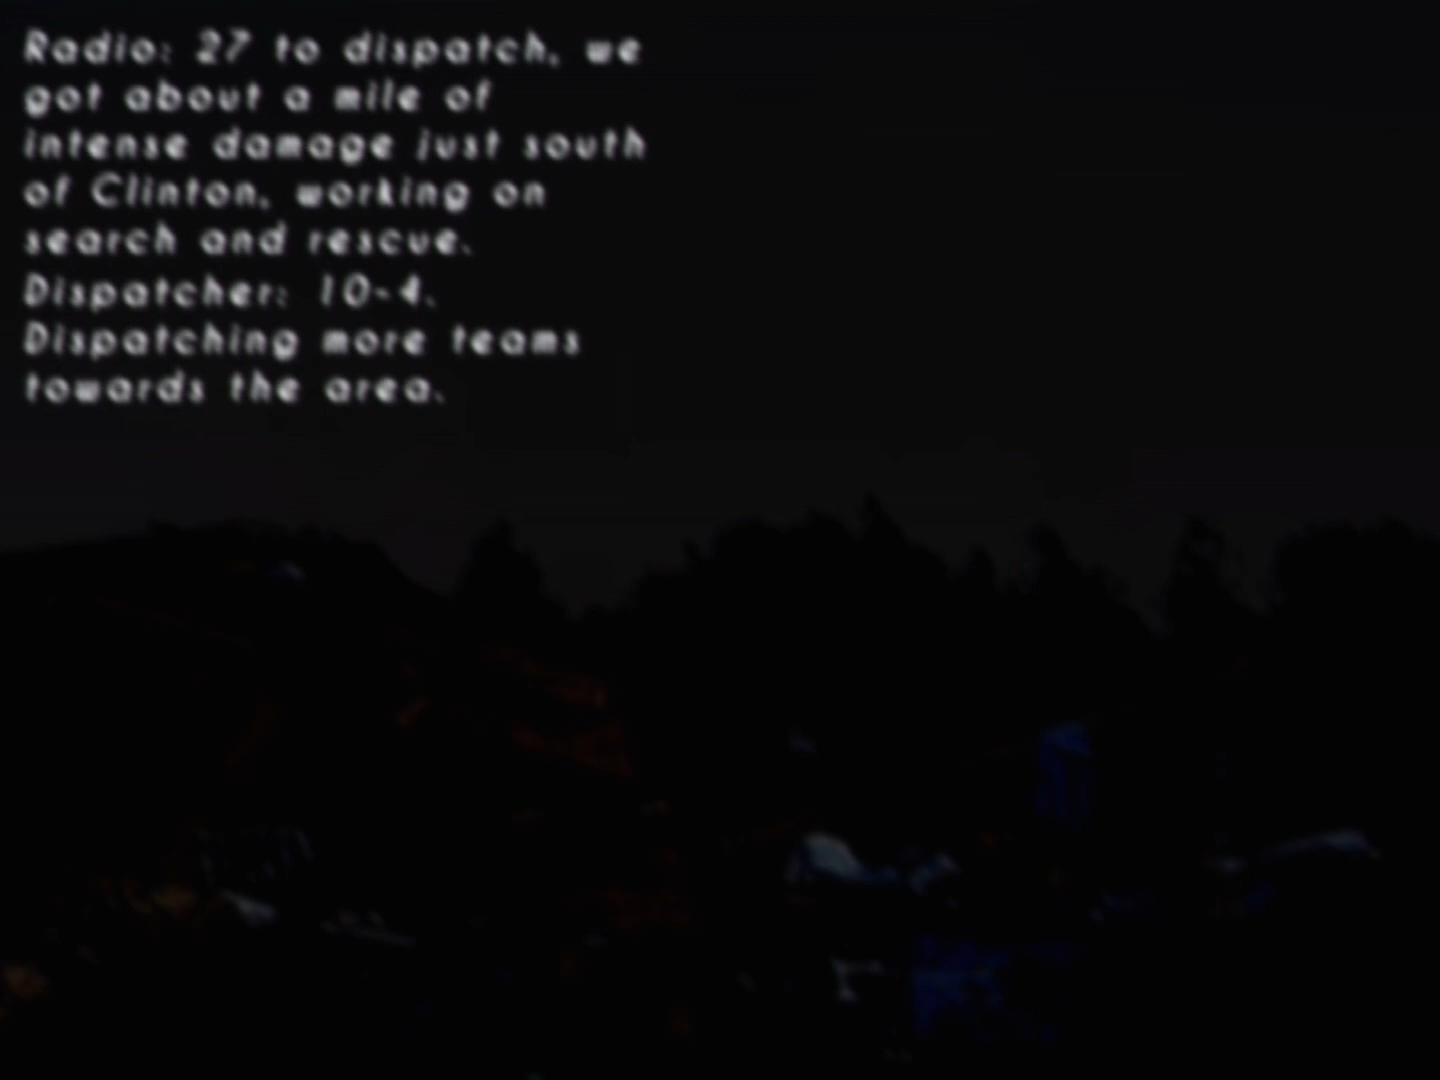 Radio: 27 to dispatch, we
got about a mile of
intense damage just south
of Clinton, working on
search and rescue.
Dispatcher: 10-4.
Dispatching more teams
towards the area.